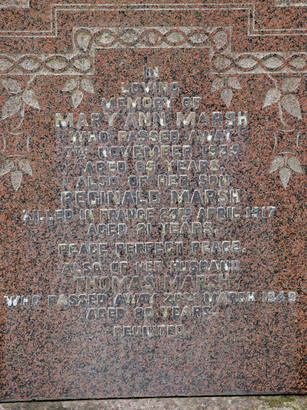 IN
LOVING
MEMORY OF
MARY ANN MARSH
WHO PASSED AWAY
NOVEMBER
AGED YEARS.
ALSO OF HER SON
REGINALD MARSH
KILLED IN FRANCE 23RD APRIL 1917
AGED 21 YEARS.
PEACE, PERFECT PEACE.
ALSO OF HER HUSBAND
THOMAS MARSH
WHO PASSED AWAY MARCH 1949
AGED YEARS.
REUNITED.